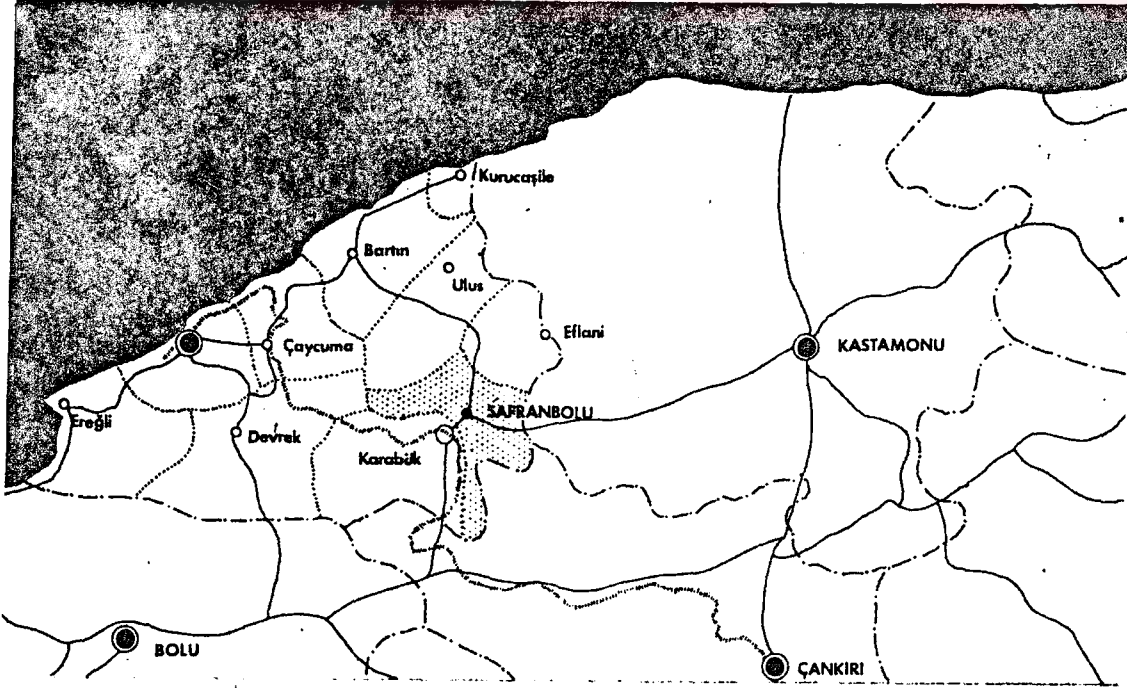 Kurucaşile
Bartın
Ulus
Eflani
Çaycuma
KASTAMONU
Ereğli
SAFRANBOLU
Devrek
Karabük
BOLU
ÇANKIRI